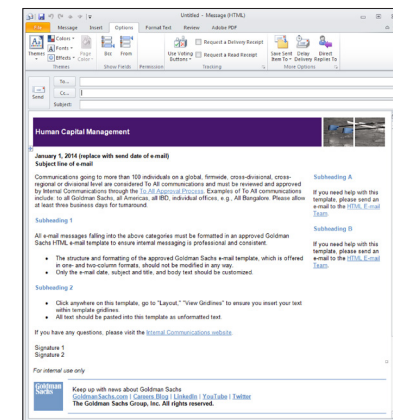 Untitled - Message (HTML)
File Message Insert Options Format Text Review Adobe PDF
Themes
Colors
Fonts
Effects
Themes
Page Color
Bcc From
Show Fields
Permission
Use Voting Buttons
Request a Delivery Receipt
Request a Read Receipt
Tracking
Save Sent Item To
Delay Delivery
Direct Replies To
More Options
Send
To...
Cc...
Subject:
Human Capital Management
January 1, 2014 (replace with send date of e-mail)
Subject line of e-mail
Communications going to more than 100 individuals on a global, firmwide, cross-divisional, cross-
regional or divisional level are considered To All communications and must be reviewed and approved
by Internal Communications through the To All Approval Process. Examples of To All communications
include: to all Goldman Sachs, all Americas, all IBD, individual offices, e.g., All Bangalore. Please allow
at least three business days for turnaround.
Subheading 1
All e-mail messages falling into the above categories must be formatted in an approved Goldman
Sachs HTML e-mail template to ensure internal messaging is professional and consistent.
• The structure and formatting of the approved Goldman Sachs e-mail template, which is offered
in one- and two-column formats, should not be modified in any way.
• Only the e-mail date, subject and title, and body text should be customized.
Subheading 2
• Click anywhere on this template, go to "Layout," "View Gridlines" to ensure you insert your text
within template gridlines.
• All text should be pasted into this template as unformatted text.
If you have any questions, please visit the Internal Communications website.
Signature 1
Signature 2
Subheading A
If you need help with this
template, please send an
e-mail to the HTML E-mail
Team.
Subheading B
If you need help with this
template, please send an
e-mail to the HTML E-mail
Team.
For internal use only
Goldman
Sachs
Keep up with news about Goldman Sachs
GoldmanSachs.com | Careers Blog | LinkedIn | YouTube | Twitter
The Goldman Sachs Group, Inc. All rights reserved.